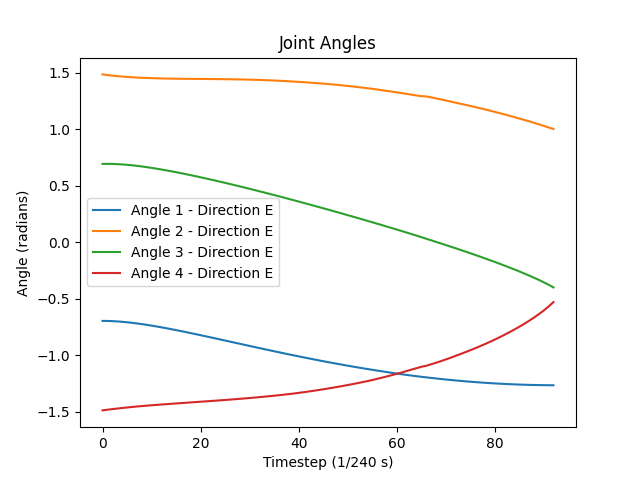 Joint Angles
Angle (radians)
1.5
1.0
0.5
0.0
−0.5
−1.0
−1.5
Angle 1 - Direction E
Angle 2 - Direction E
Angle 3 - Direction E
Angle 4 - Direction E
0 20 40 60 80
Timestep (1/240 s)